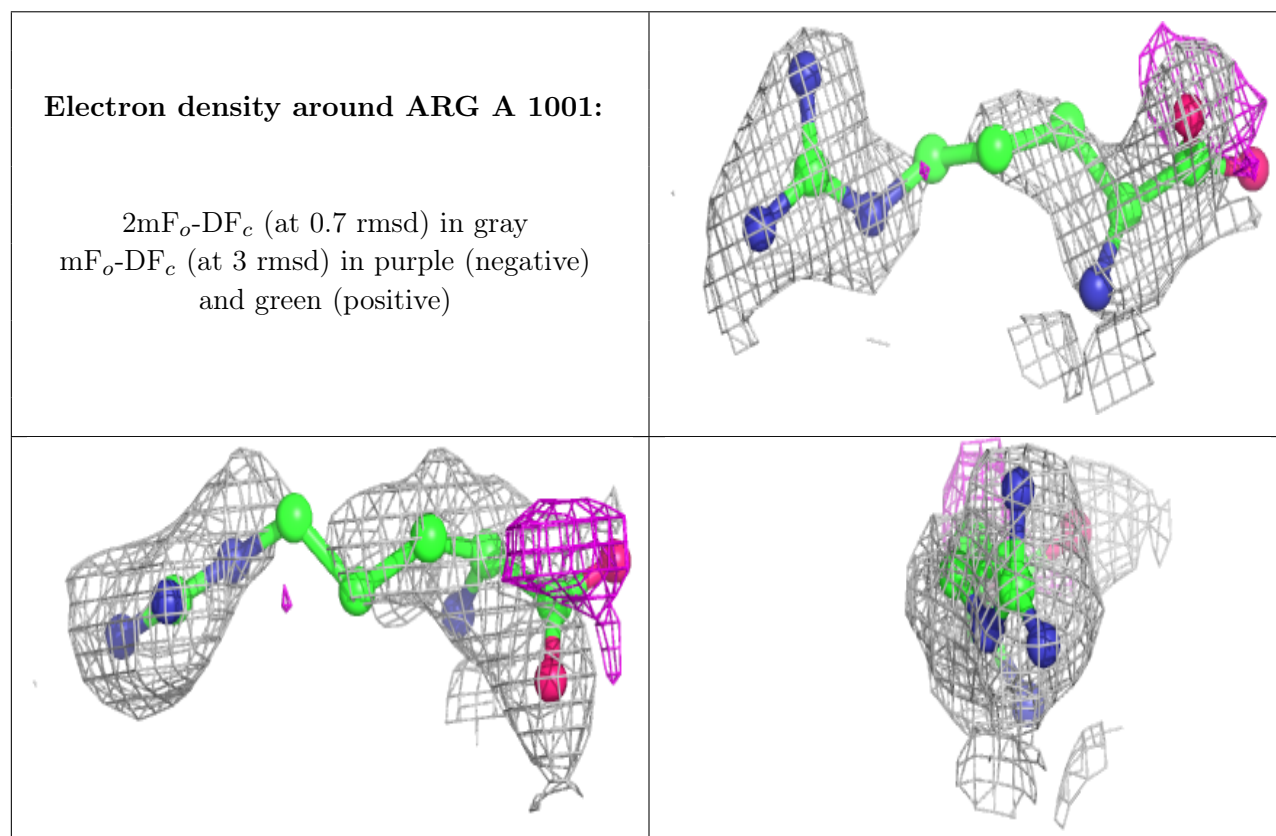 Electron density around ARG A 1001:
2mFo-DFc (at 0.7 rmsd) in gray
mFo-DFc (at 3 rmsd) in purple (negative)
and green (positive)